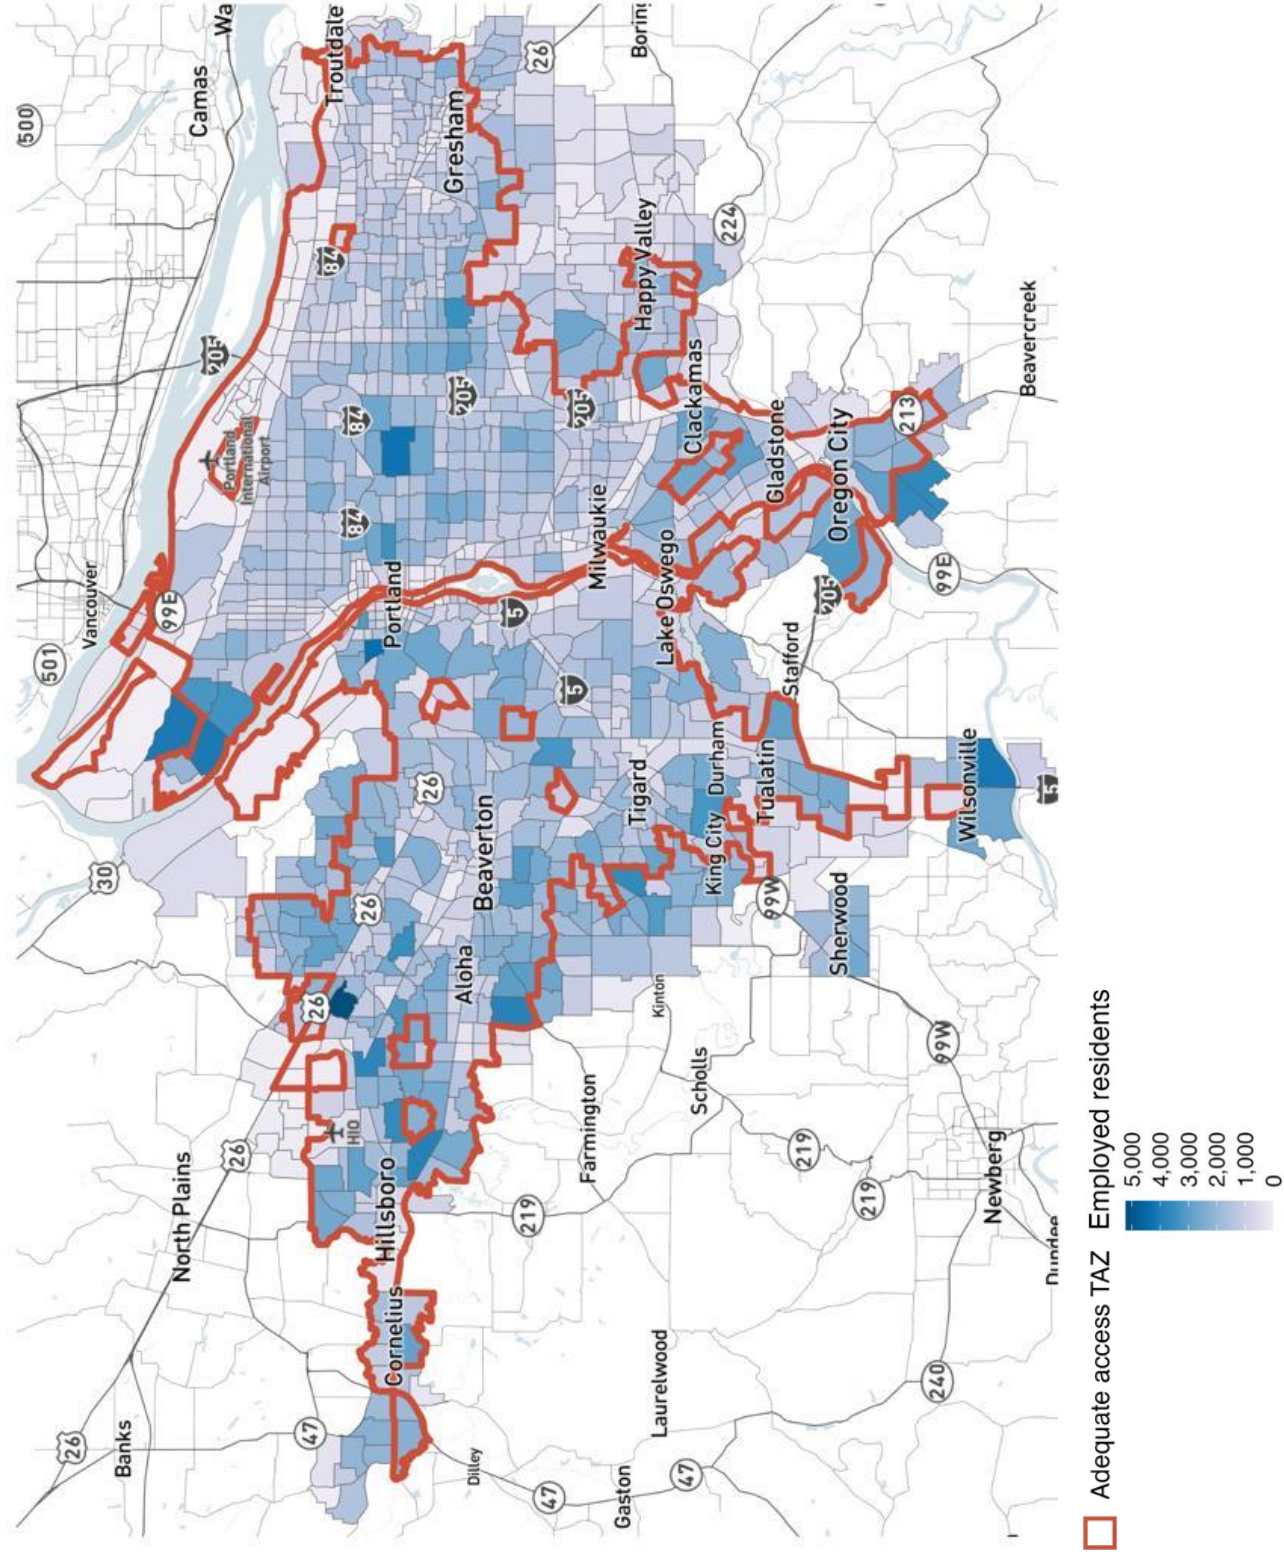 500
501
26
Vancouver
30
Banks
99E
North Plains
Camas
205
Wa
26
Portland
International
Airport
47
26
84
Troutdale
HIO
84
84
26
Hillsboro
Cornelius
Portland
26
Gresham
205
Aloha
Dilley
Beaverton
5
219
26
47
5
205
Farmington
Milwaukie
Gaston
Tigard
Boring
Happy Valley
Kinton
Laurelwood
Lake Oswego
47
Clackamas
Scholls
King City
Durham
224
Tualatin
99W
Gladstone
Stafford
219
205
Oregon City
Sherwood
219
213
240
99W
99E
Wilsonville
Newberg
Beavercreek
5
Dundee
Adequate access TAZ
Employed residents
5,000
4,000
3,000
2,000
1,000
0